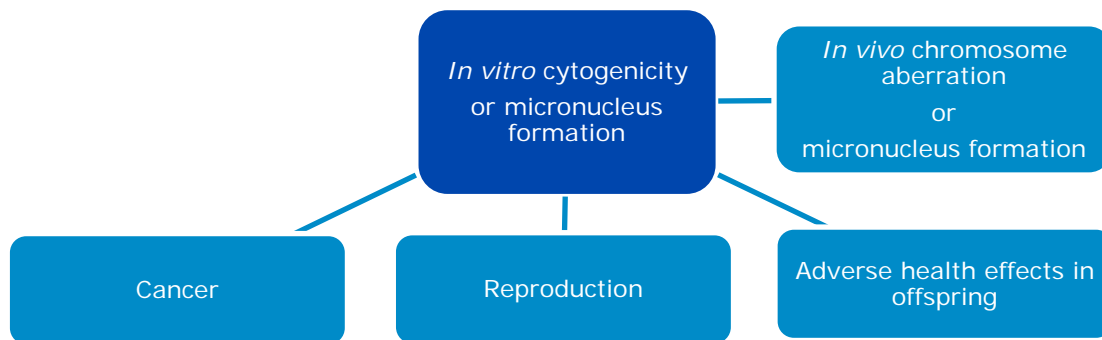 In vitro cytogenicity
or micronucleus
formation
In vivo chromosome
aberration
or
micronucleus formation
Cancer
Reproduction
Adverse health effects in
offspring